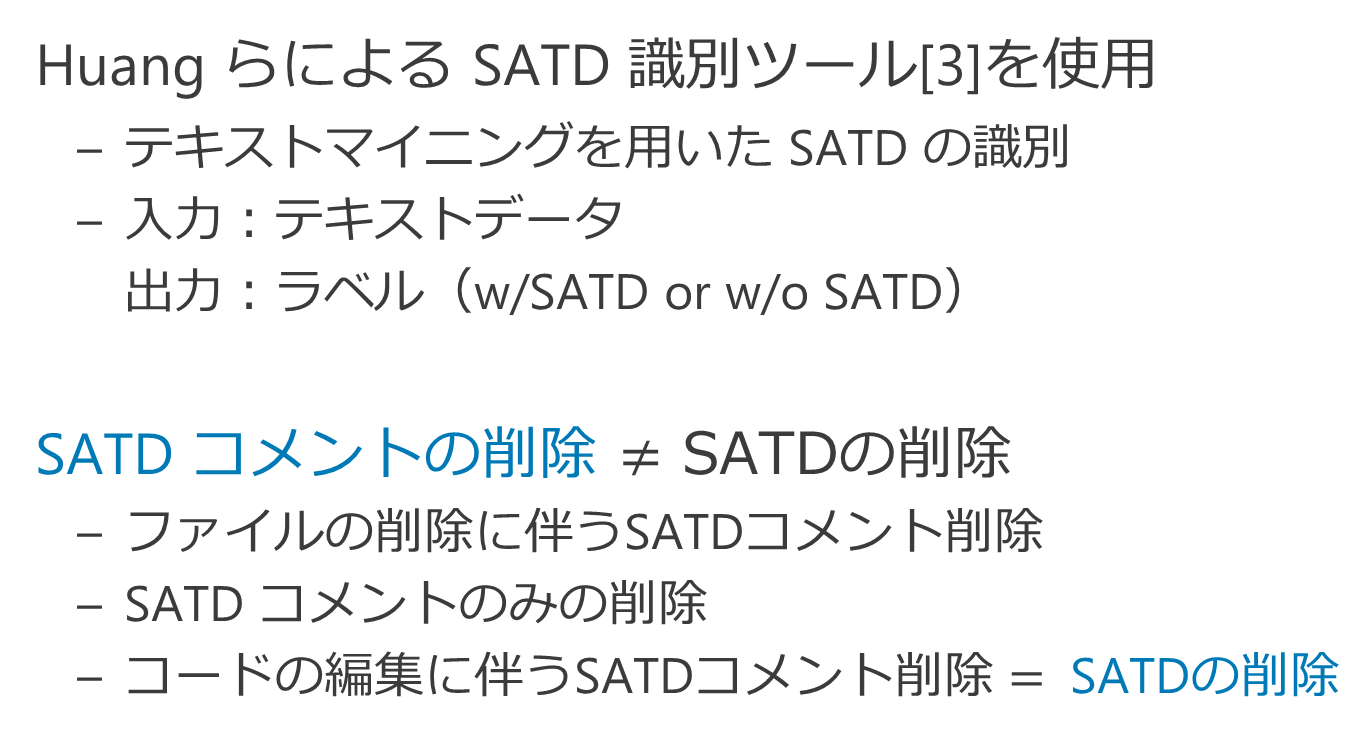 Huang らによる SATD 識別ツール[3]を使用
– テキストマイニングを用いた SATD の識別
– 入力：テキストデータ
出力：ラベル（w/SATD or w/o SATD）
SATD コメントの削除 ≠ SATDの削除
– ファイルの削除に伴うSATDコメント削除
– SATD コメントのみの削除
– コードの編集に伴うSATDコメント削除 = SATDの削除